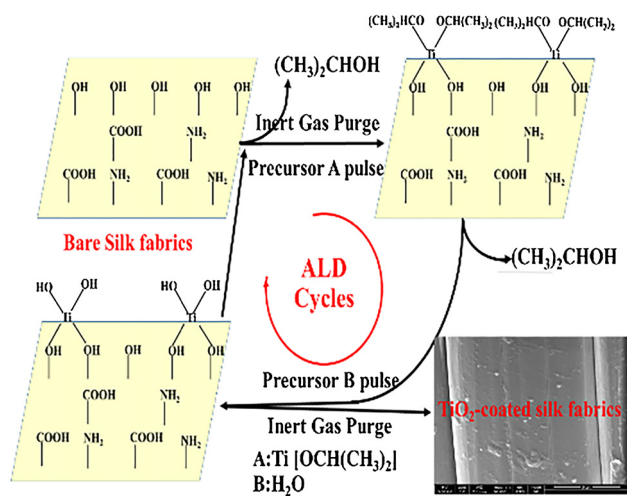 (CH₃)₂HCO OCH(CH₃)₂ (CH₃)₂HCO OCH(CH₃)₂
Ti Ti
OH OH OH OH OH
(CH₃)₂CHOH
OH OH OH OH OH
COOH NH₂
Inert Gas Purge
COOH NH₂
COOH NH₂ COOH NH₂
Precursor A pulse
COOH NH₂ COOH NH₂
Bare Silk fabrics
(CH₃)₂CHOH
ALD
Cycles
HO OH HO OH
Ti Ti
OH OH OH OH OH
Precursor B pulse
COOH NH₂
TiO₂-coated silk fabrics
Inert Gas Purge
COOH NH₂ COOH NH₂
A:Ti [OCH(CH₃)₂]
B:H₂O